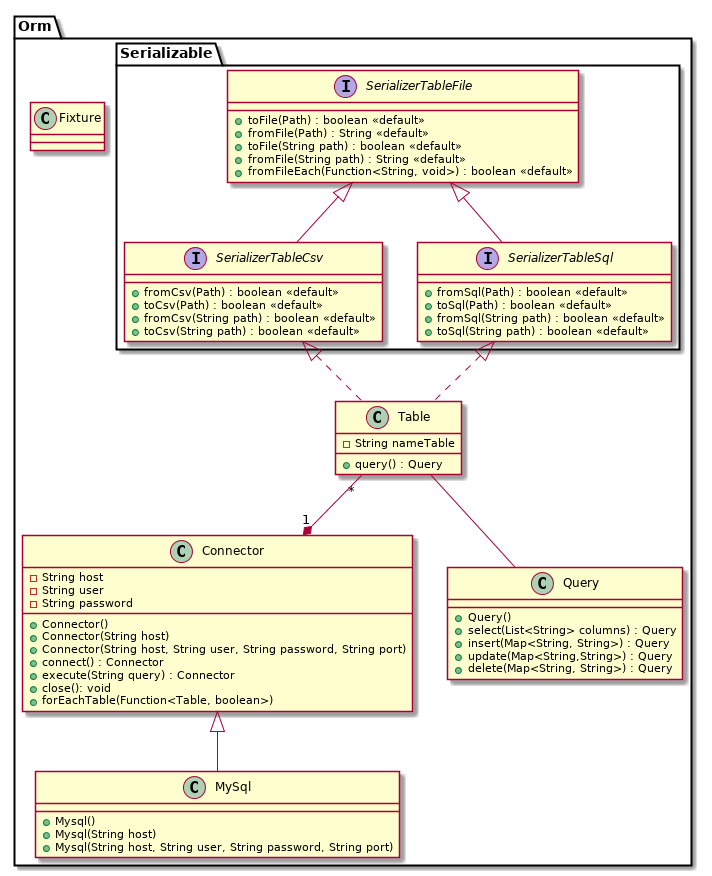 Orm
Serializable
C Fixture
I SerializerTableFile
toFile(Path) : boolean «default»
fromFile(Path) : String «default»
toFile(String path) : boolean «default»
fromFile(String path) : String «default»
fromFileEach(Function<String, void>) : boolean «default»
I SerializerTableCsv
fromCsv(Path) : boolean «default»
toCsv(Path) : boolean «default»
fromCsv(String path) : boolean «default»
toCsv(String path) : boolean «default»
I SerializerTableSql
fromSql(Path) : boolean «default»
toSql(Path) : boolean «default»
fromSql(String path) : boolean «default»
toSql(String path) : boolean «default»
C Table
String nameTable
query() : Query
*
1
C Connector
String host
String user
String password
Connector()
Connector(String host)
Connector(String host, String user, String password, String port)
connect() : Connector
execute(String query) : Connector
close(): void
forEachTable(Function<Table, boolean>)
C Query
Query()
select(List<String> columns) : Query
insert(Map<String, String>) : Query
update(Map<String,String>) : Query
delete(Map<String, String>) : Query
C MySql
Mysql()
Mysql(String host)
Mysql(String host, String user, String password, String port)